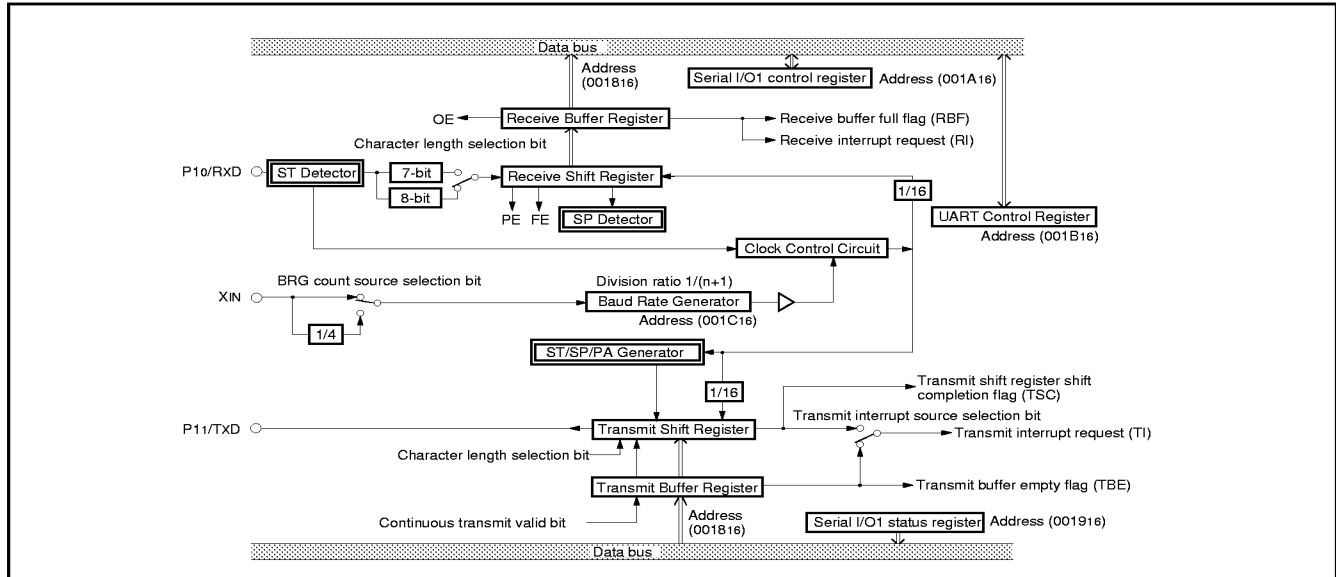 Data bus
Address
(001816)
Serial I/O1 control register
Address (001A16)
OE
Receive Buffer Register
Receive buffer full flag (RBF)
Receive interrupt request (RI)
Character length selection bit
P10/RXD
ST Detector
7-bit
8-bit
Receive Shift Register
1/16
PE
FE
SP Detector
UART Control Register
Address (001B16)
Clock Control Circuit
BRG count source selection bit
Division ratio 1/(n+1)
XIN
Baud Rate Generator
Address (001C16)
1/4
ST/SP/PA Generator
1/16
Transmit shift register shift
completion flag (TSC)
Transmit interrupt source selection bit
P11/TXD
Transmit Shift Register
Transmit interrupt request (TI)
Character length selection bit
Transmit Buffer Register
Transmit buffer empty flag (TBE)
Continuous transmit valid bit
Address
(001816)
Serial I/O1 status register
Address (001916)
Data bus